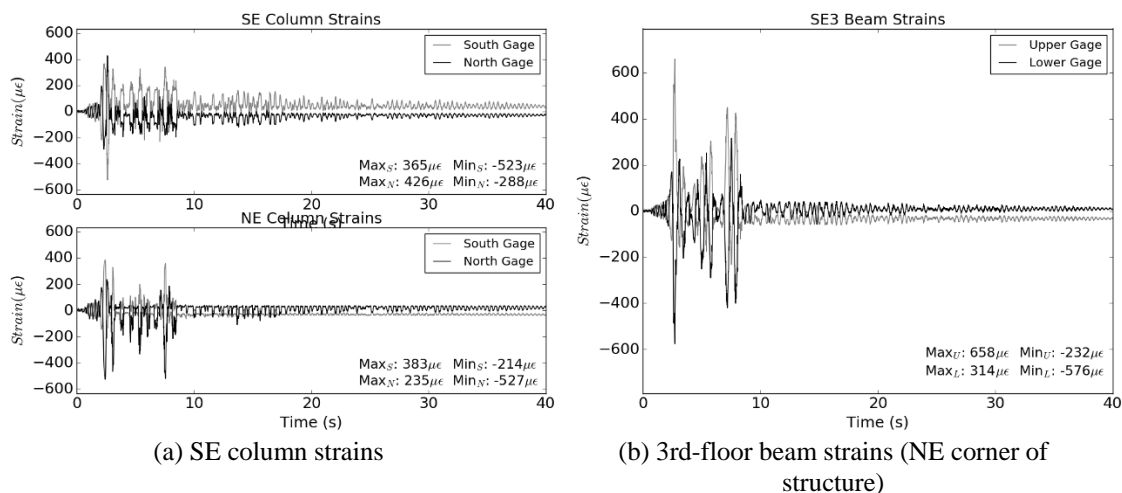 SE Column Strains
600
400
200
0
−200
−400
−600
Strain(με)
South Gage
North Gage
Max_S: 365με Min_S: -523με
Max_N: 426με Min_N: -288με
0 10 20 30 40
Time (s)
NE Column Strains
600
400
200
0
−200
−400
−600
Strain(με)
South Gage
North Gage
Max_S: 383με Min_S: -214με
Max_N: 235με Min_N: -527με
0 10 20 30 40
Time (s)
(a) SE column strains
SE3 Beam Strains
600
400
200
0
−200
−400
−600
Strain(με)
Upper Gage
Lower Gage
Max_U: 658με Min_U: -232με
Max_L: 314με Min_L: -576με
0 10 20 30 40
Time (s)
(b) 3rd-floor beam strains (NE corner of
structure)